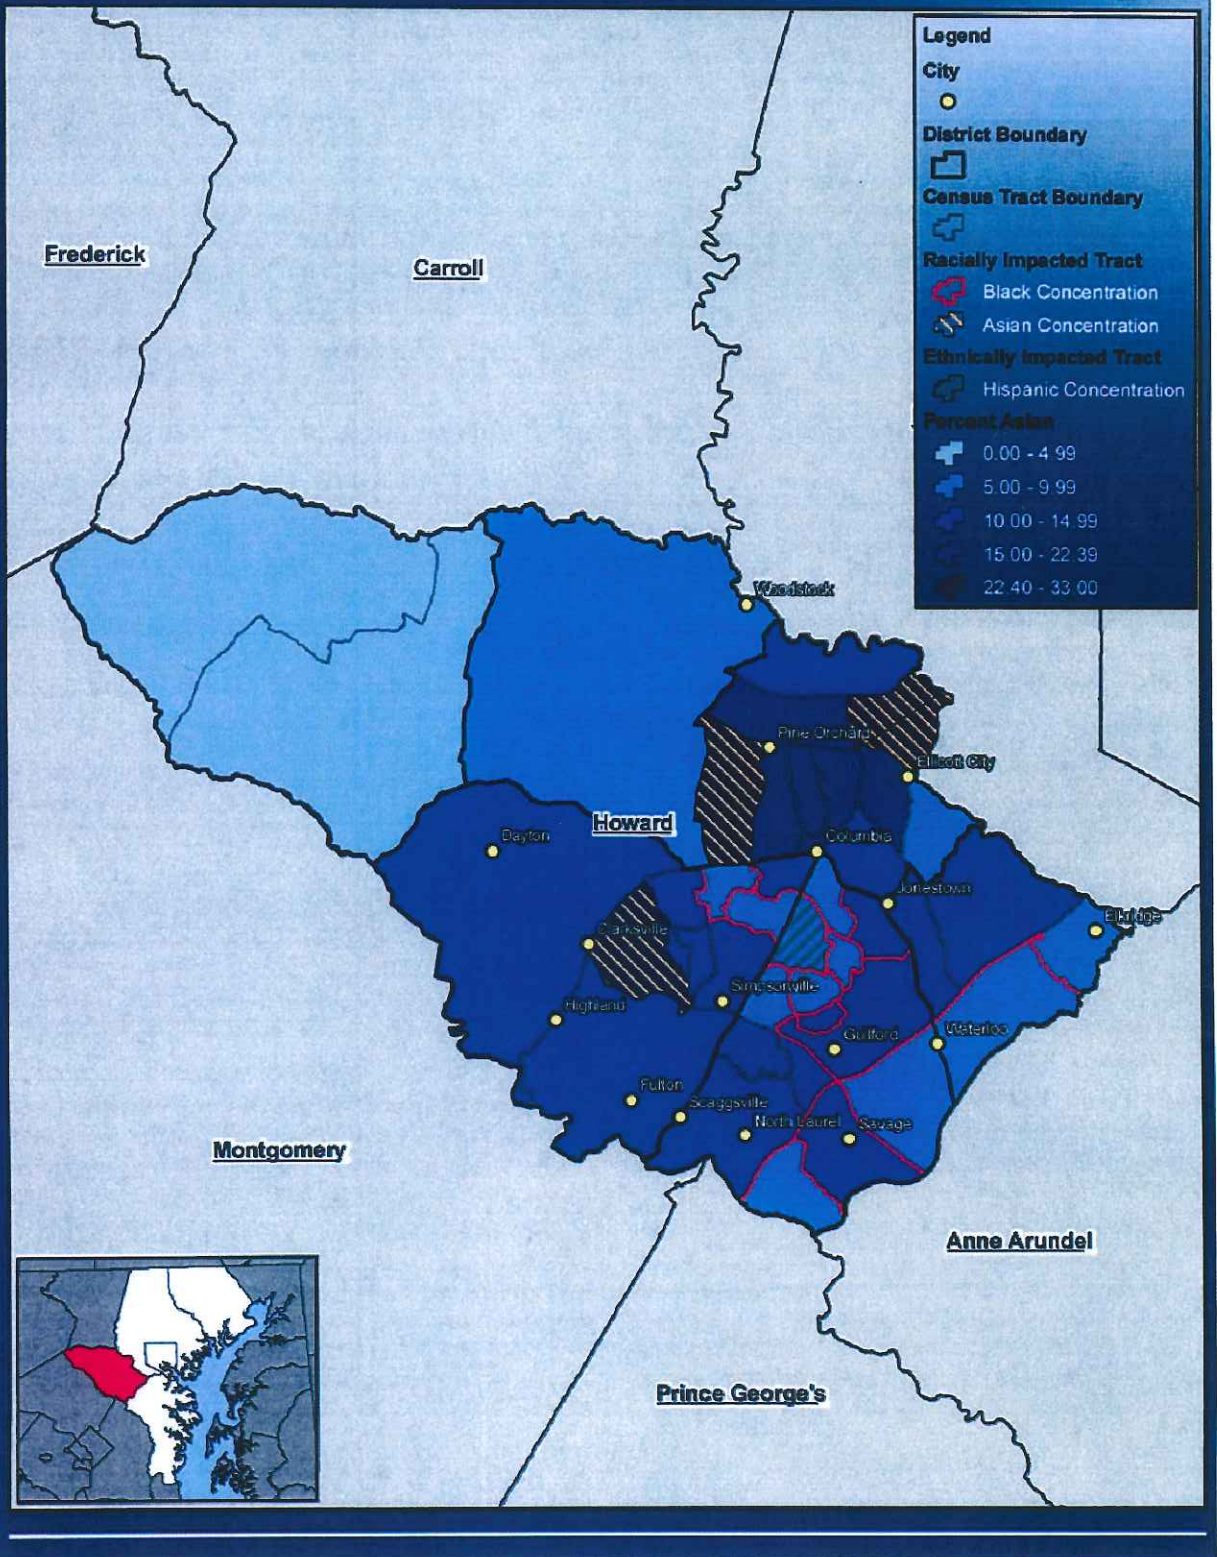 Legend
City
District Boundary
Census Tract Boundary
Racially Impacted Tract
Black Concentration
Asian Concentration
Ethnically Impacted Tract
Hispanic Concentration
Percent Asian
0.00 - 4.99
5.00 - 9.99
10.00 - 14.99
15.00 - 22.39
22.40 - 33.00
Frederick
Carroll
Woodstock
Pine Orchard
Ellicott City
Howard
Dayton
Columbia
Jonestown
Elkridge
Clarksville
Simpsonville
Highland
Guilford
Waterloo
Fulton
Scaggsville
North Laurel
Savage
Montgomery
Anne Arundel
Prince George's